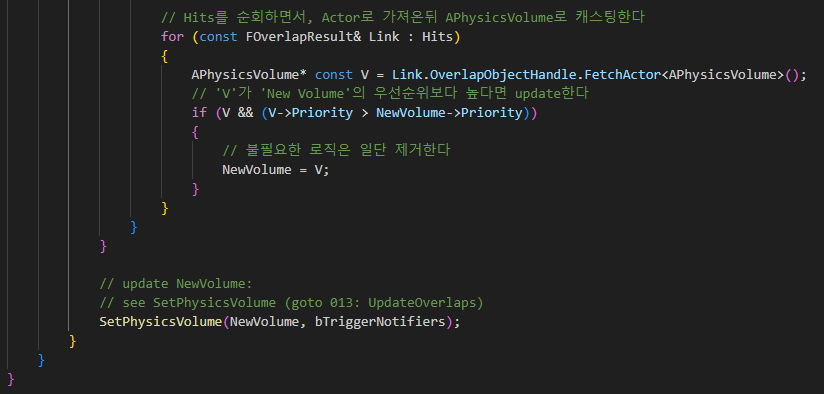 // Hits를 순회하면서, Actor로 가져온뒤 APhysicsVolume로 캐스팅한다
for (const FOverlapResult& Link : Hits)
{
APhysicsVolume* const V = Link.OverlapObjectHandle.FetchActor<APhysicsVolume>();
// 'V'가 'New Volume'의 우선순위보다 높다면 update한다
if (V && (V->Priority > NewVolume->Priority))
{
// 불필요한 로직은 일단 제거한다
NewVolume = V;
}
}
}
}
// update NewVolume:
// see SetPhysicsVolume (goto 013: UpdateOverlaps)
SetPhysicsVolume(NewVolume, bTriggerNotifiers);
}
}
}